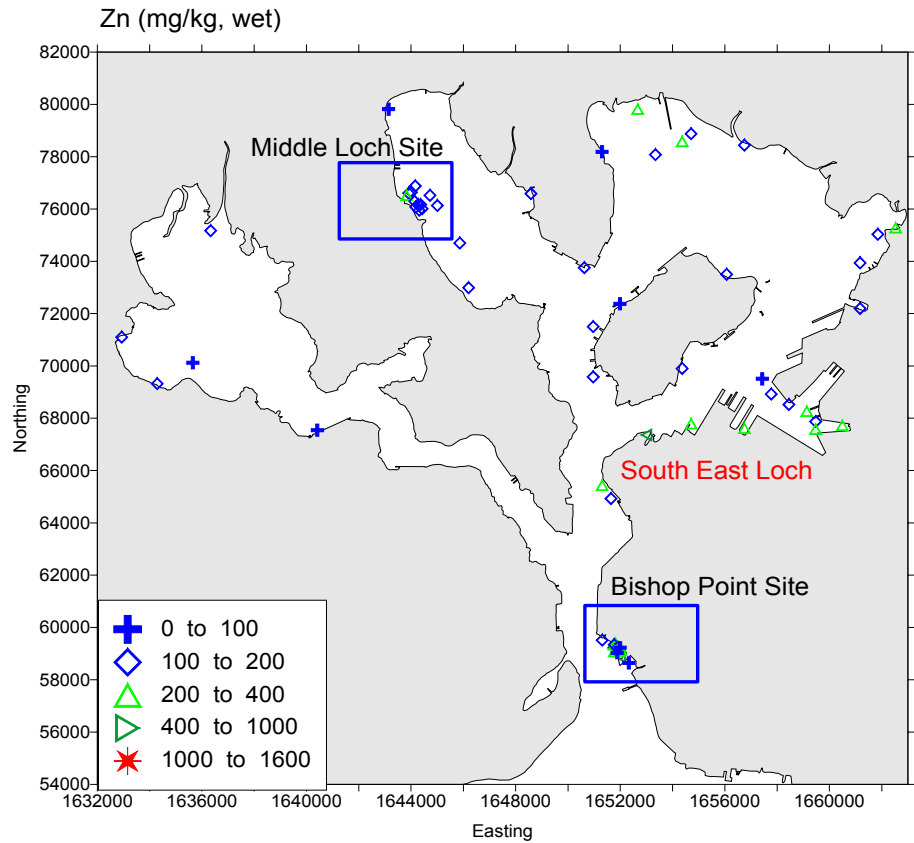 Zn (mg/kg, wet)
82000
80000
78000
76000
74000
72000
70000
68000
66000
64000
62000
60000
58000
56000
54000
Northing
Middle Loch Site
South East Loch
Bishop Point Site
0 to 100
100 to 200
200 to 400
400 to 1000
1000 to 1600
1632000 1636000 1640000 1644000 1648000 1652000 1656000 1660000
Easting